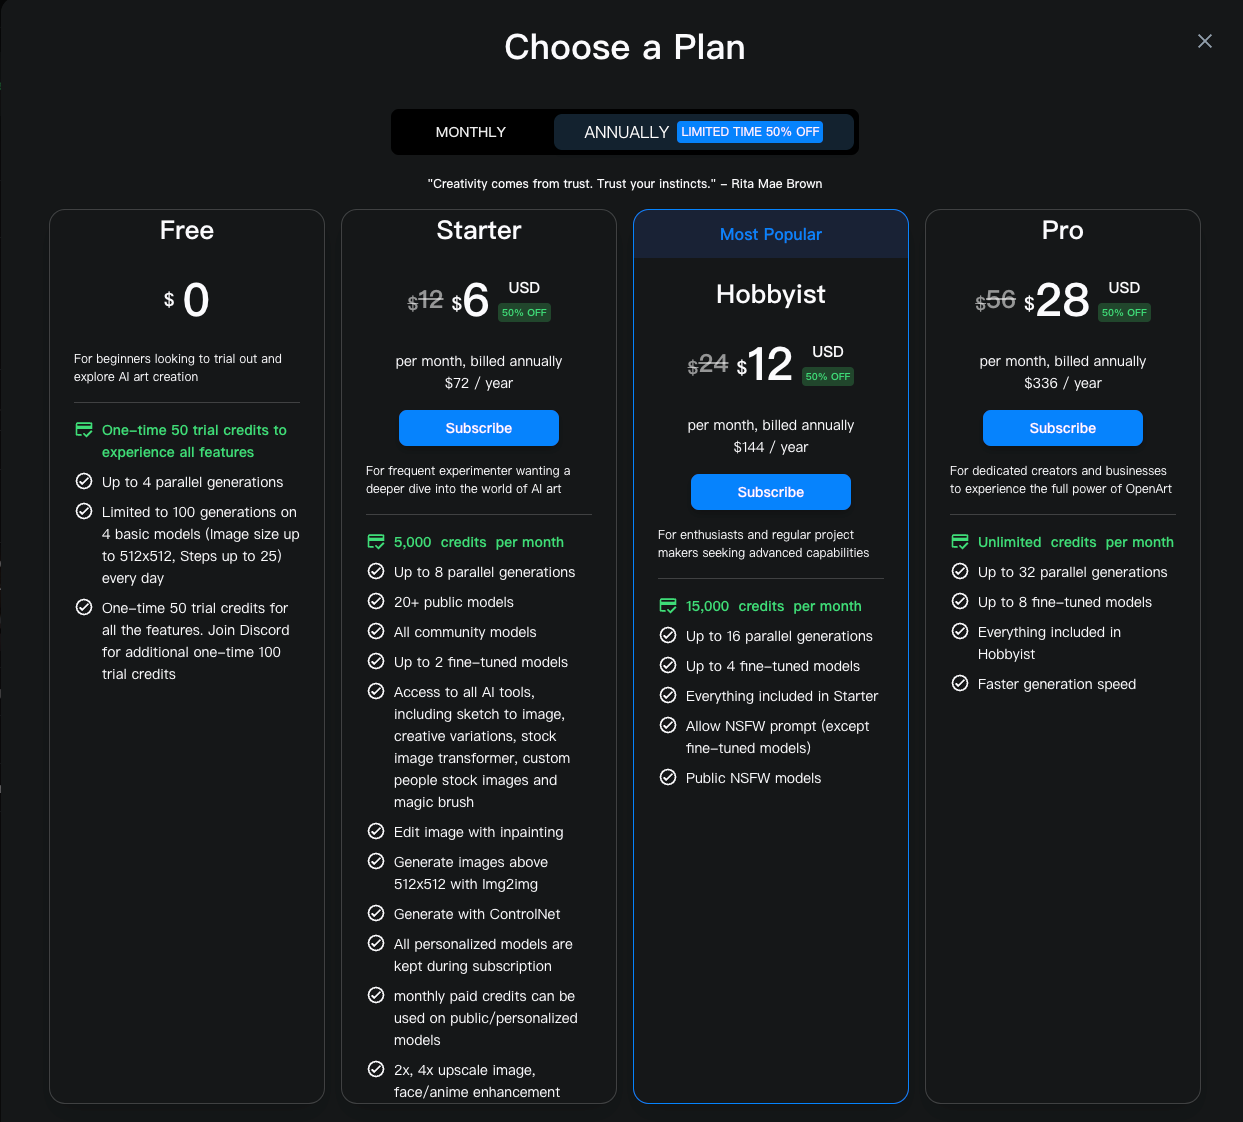 Choose a Plan
MONTHLY
ANNUALLY LIMITED TIME 50% OFF
"Creativity comes from trust. Trust your instincts." – Rita Mae Brown
Free
$ 0
For beginners looking to trial out and
explore AI art creation
One-time 50 trial credits to
experience all features
Up to 4 parallel generations
Limited to 100 generations on
4 basic models (Image size up
to 512x512, Steps up to 25)
every day
One-time 50 trial credits for
all the features. Join Discord
for additional one-time 100
trial credits
Starter
$12 $6 USD
50% OFF
per month, billed annually
$72 / year
Subscribe
For frequent experimenter wanting a
deeper dive into the world of AI art
5,000 credits per month
Up to 8 parallel generations
20+ public models
All community models
Up to 2 fine-tuned models
Access to all AI tools,
including sketch to image,
creative variations, stock
image transformer, custom
people stock images and
magic brush
Edit image with inpainting
Generate images above
512x512 with Img2img
Generate with ControlNet
All personalized models are
kept during subscription
monthly paid credits can be
used on public/personalized
models
2x, 4x upscale image,
face/anime enhancement
Most Popular
Hobbyist
$24 $12 USD
50% OFF
per month, billed annually
$144 / year
Subscribe
For enthusiasts and regular project
makers seeking advanced capabilities
15,000 credits per month
Up to 16 parallel generations
Up to 4 fine-tuned models
Everything included in Starter
Allow NSFW prompt (except
fine-tuned models)
Public NSFW models
Pro
$56 $28 USD
50% OFF
per month, billed annually
$336 / year
Subscribe
For dedicated creators and businesses
to experience the full power of OpenArt
Unlimited credits per month
Up to 32 parallel generations
Up to 8 fine-tuned models
Everything included in
Hobbyist
Faster generation speed